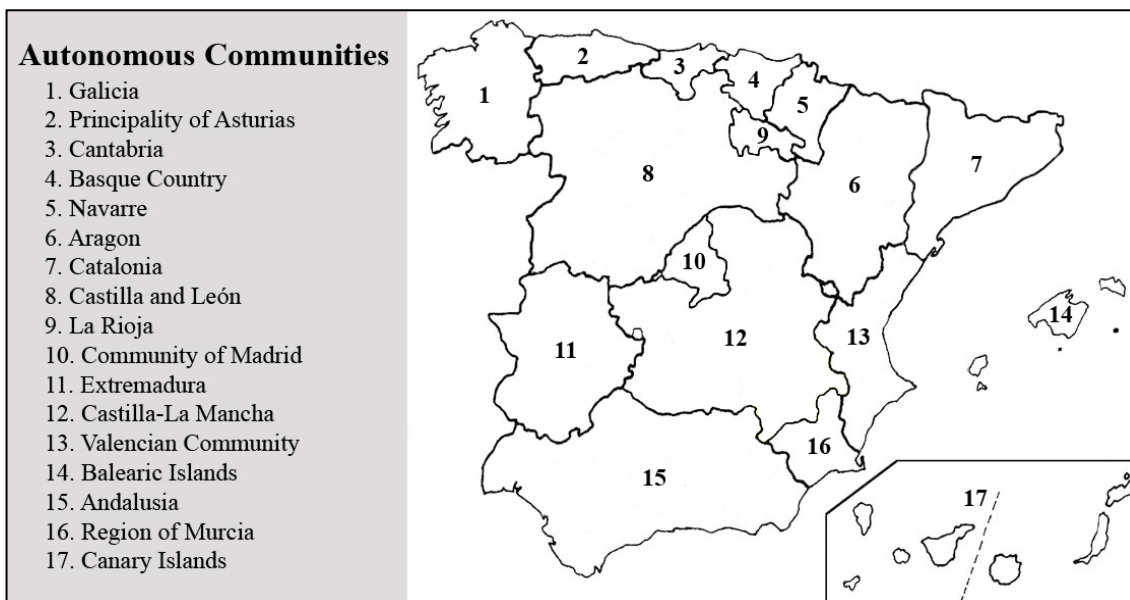 Autonomous Communities
1. Galicia
2. Principality of Asturias
3. Cantabria
4. Basque Country
5. Navarre
6. Aragon
7. Catalonia
8. Castilla and León
9. La Rioja
10. Community of Madrid
11. Extremadura
12. Castilla-La Mancha
13. Valencian Community
14. Balearic Islands
15. Andalusia
16. Region of Murcia
17. Canary Islands
1
2
3
4
5
6
7
8
9
10
11
12
13
14
15
16
17